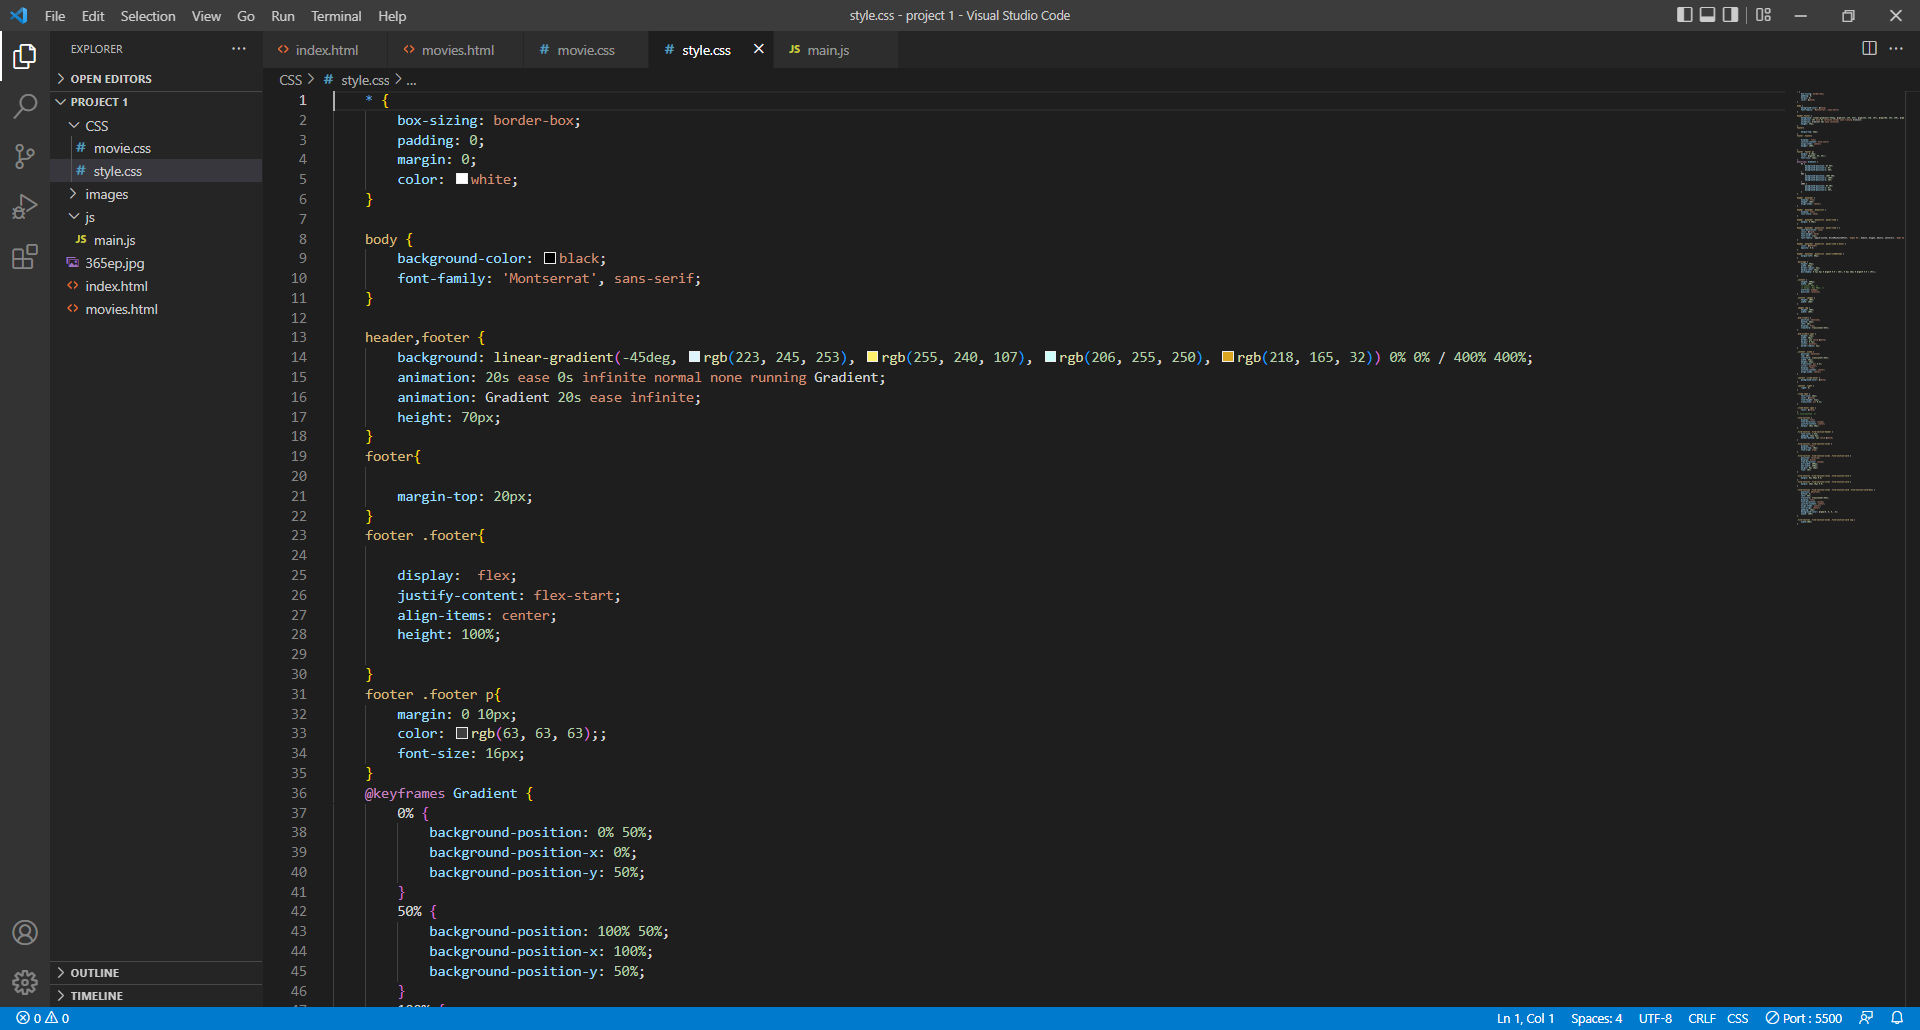 File Edit Selection View Go Run Terminal Help
style.css - project 1 - Visual Studio Code
EXPLORER
OPEN EDITORS
PROJECT 1
CSS
movie.css
style.css
images
js
JS main.js
365ep.jpg
index.html
movies.html
OUTLINE
TIMELINE
index.html movies.html # movie.css # style.css JS main.js
CSS > # style.css > ...
1 * {
2 box-sizing: border-box;
3 padding: 0;
4 margin: 0;
5 color: white;
6 }
7
8 body {
9 background-color: black;
10 font-family: 'Montserrat', sans-serif;
11 }
12
13 header,footer {
14 background: linear-gradient(-45deg, rgb(223, 245, 253), rgb(255, 240, 107), rgb(206, 255, 250), rgb(218, 165, 32)) 0% 0% / 400% 400%;
15 animation: 20s ease 0s infinite normal none running Gradient;
16 animation: Gradient 20s ease infinite;
17 height: 70px;
18 }
19 footer{
20
21 margin-top: 20px;
22 }
23 footer .footer{
24
25 display:  flex;
26 justify-content: flex-start;
27 align-items: center;
28 height: 100%;
29
30 }
31 footer .footer p{
32 margin: 0 10px;
33 color: rgb(63, 63, 63);;
34 font-size: 16px;
35 }
36 @keyframes Gradient {
37 0% {
38 background-position: 0% 50%;
39 background-position-x: 0%;
40 background-position-y: 50%;
41 }
42 50% {
43 background-position: 100% 50%;
44 background-position-x: 100%;
45 background-position-y: 50%;
46 }
0 0
Ln 1, Col 1 Spaces: 4 UTF-8 CRLF CSS Port : 5500